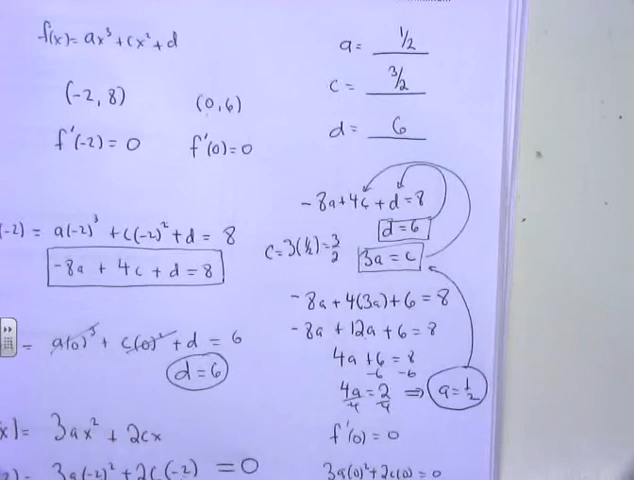 f(x) = ax³ + cx² + d
a = 1/2
(-2, 8) (0, 6)
c = 3/2
f'(-2) = 0 f'(0) = 0
d = 6
-8a + 4c + d = 8
d = 6
-2) = a(-2)³ + c(-2)² + d = 8
c = 3(1/2) = 3/2
3a = c
-8a + 4c + d = 8
-8a + 4(3a) + 6 = 8
-8a + 12a + 6 = 8
= a(0)³ + c(0)² + d = 6
d = 6
4a + 6 = 8
-6 -6
4a/4 = 2/4 ⇒ a = 1/2
x) = 3ax² + 2cx
f'(0) = 0
2) = 3a(-2)² + 2c(-2) = 0
3a(0)² + 2c(0) = 0